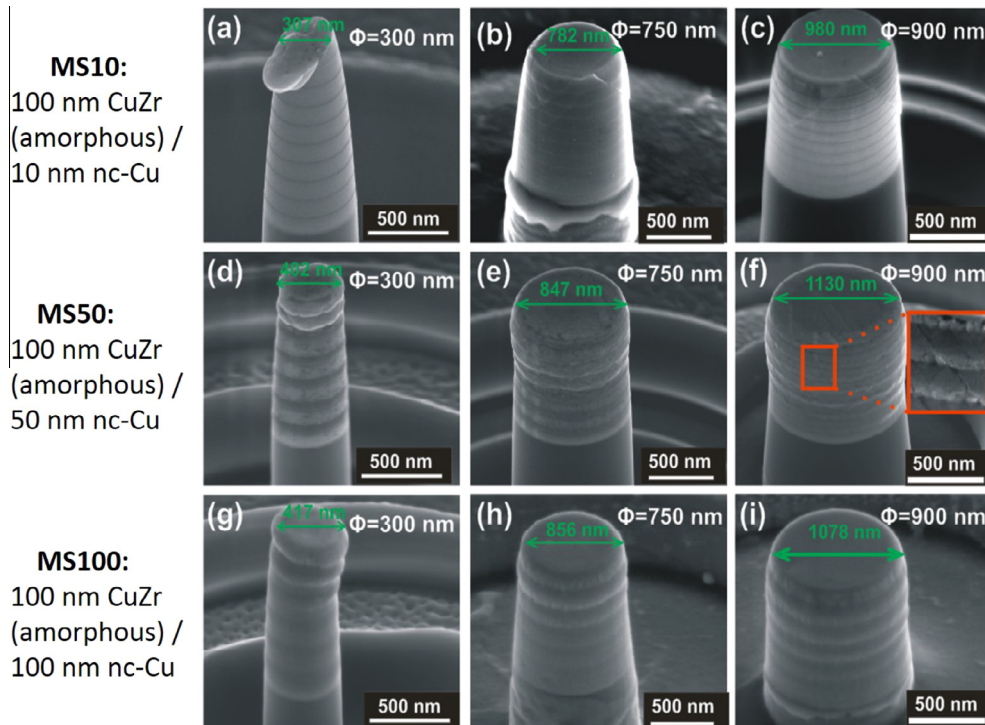 MS10:
100 nm CuZr
(amorphous) /
10 nm nc-Cu
(a)
307 nm
Φ=300 nm
500 nm
(b)
782 nm
Φ=750 nm
500 nm
(c)
980 nm
Φ=900 nm
500 nm
MS50:
100 nm CuZr
(amorphous) /
50 nm nc-Cu
(d)
402 nm
Φ=300 nm
500 nm
(e)
847 nm
Φ=750 nm
500 nm
(f)
1130 nm
Φ=900 nm
500 nm
MS100:
100 nm CuZr
(amorphous) /
100 nm nc-Cu
(g)
417 nm
Φ=300 nm
500 nm
(h)
856 nm
Φ=750 nm
500 nm
(i)
1078 nm
Φ=900 nm
500 nm